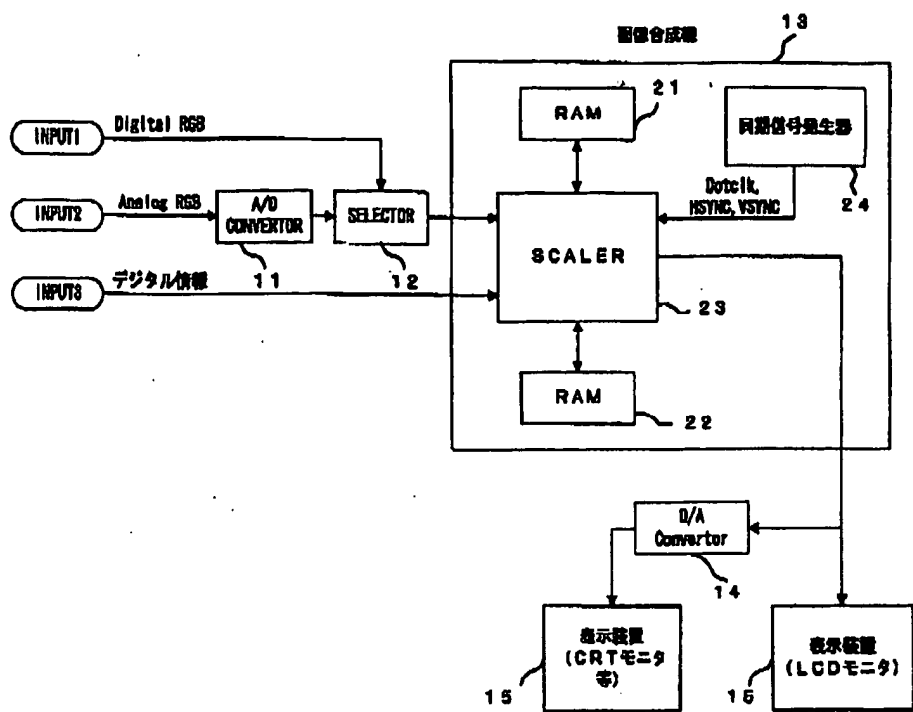 画像合成機
13
INPUT1
Digital RGB
RAM
21
同期信号発生器
24
Dotclk,
HSYNC, VSYNC
INPUT2
Analog RGB
A/D
CONVERTOR
11
SELECTOR
12
SCALER
23
INPUT3
デジタル情報
RAM
22
D/A
Convertor
14
表示装置
(CRTモニタ
等)
15
表示装置
(LCDモニタ)
16